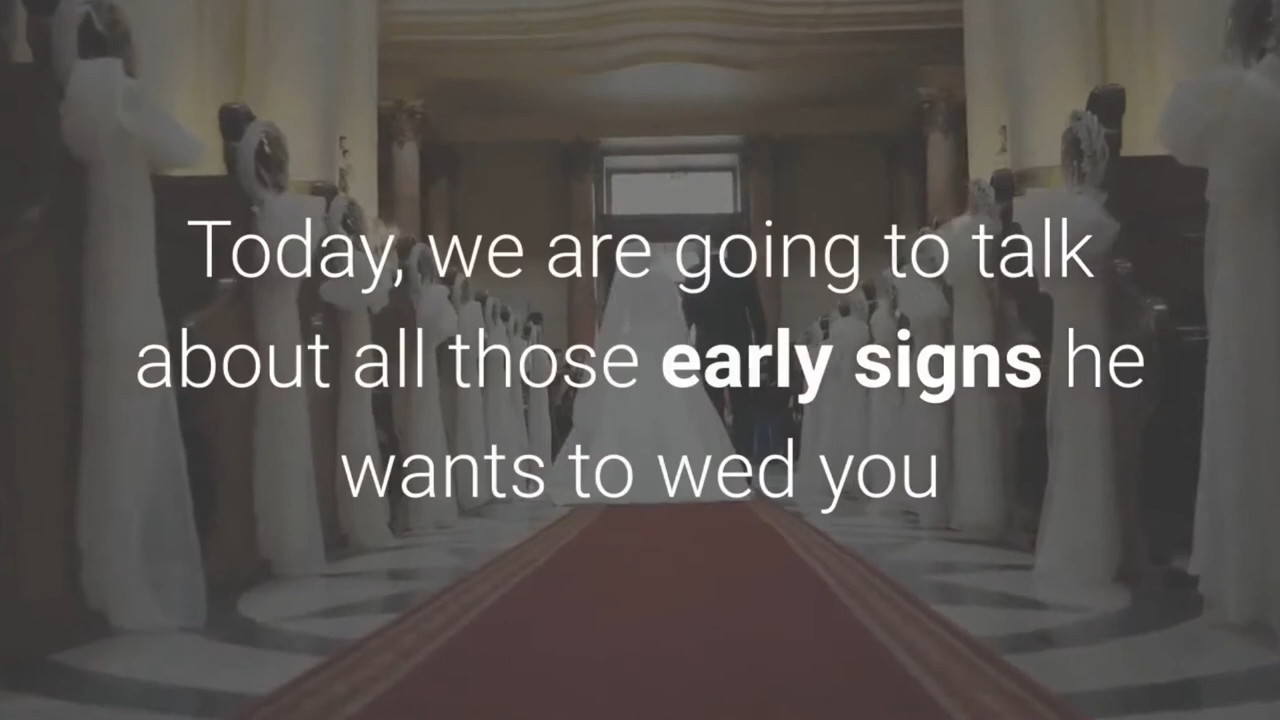 Today, we are going to talk
about all those early signs he
wants to wed you